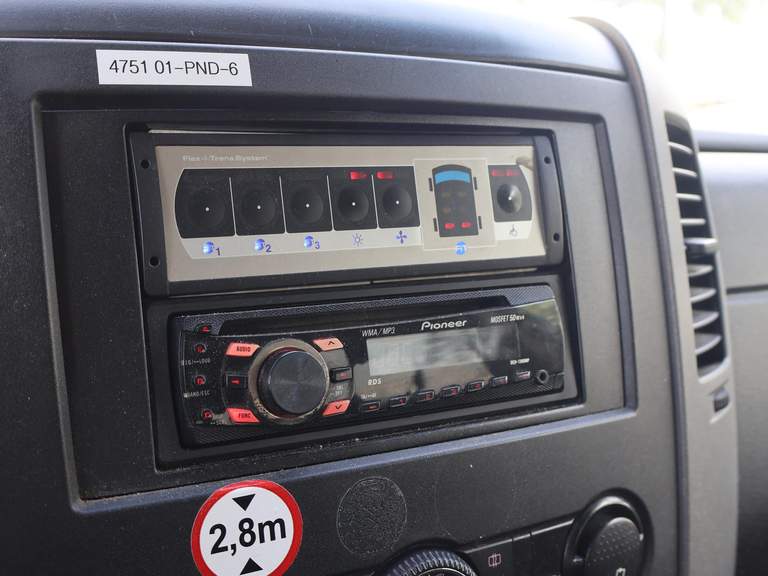 4751 01-PND-6
Flex-i-Trans System
1
2
3
Pioneer
WMA/MP3
MOSFET 50W×4
AUDIO
RDS
FUNC
2,8m